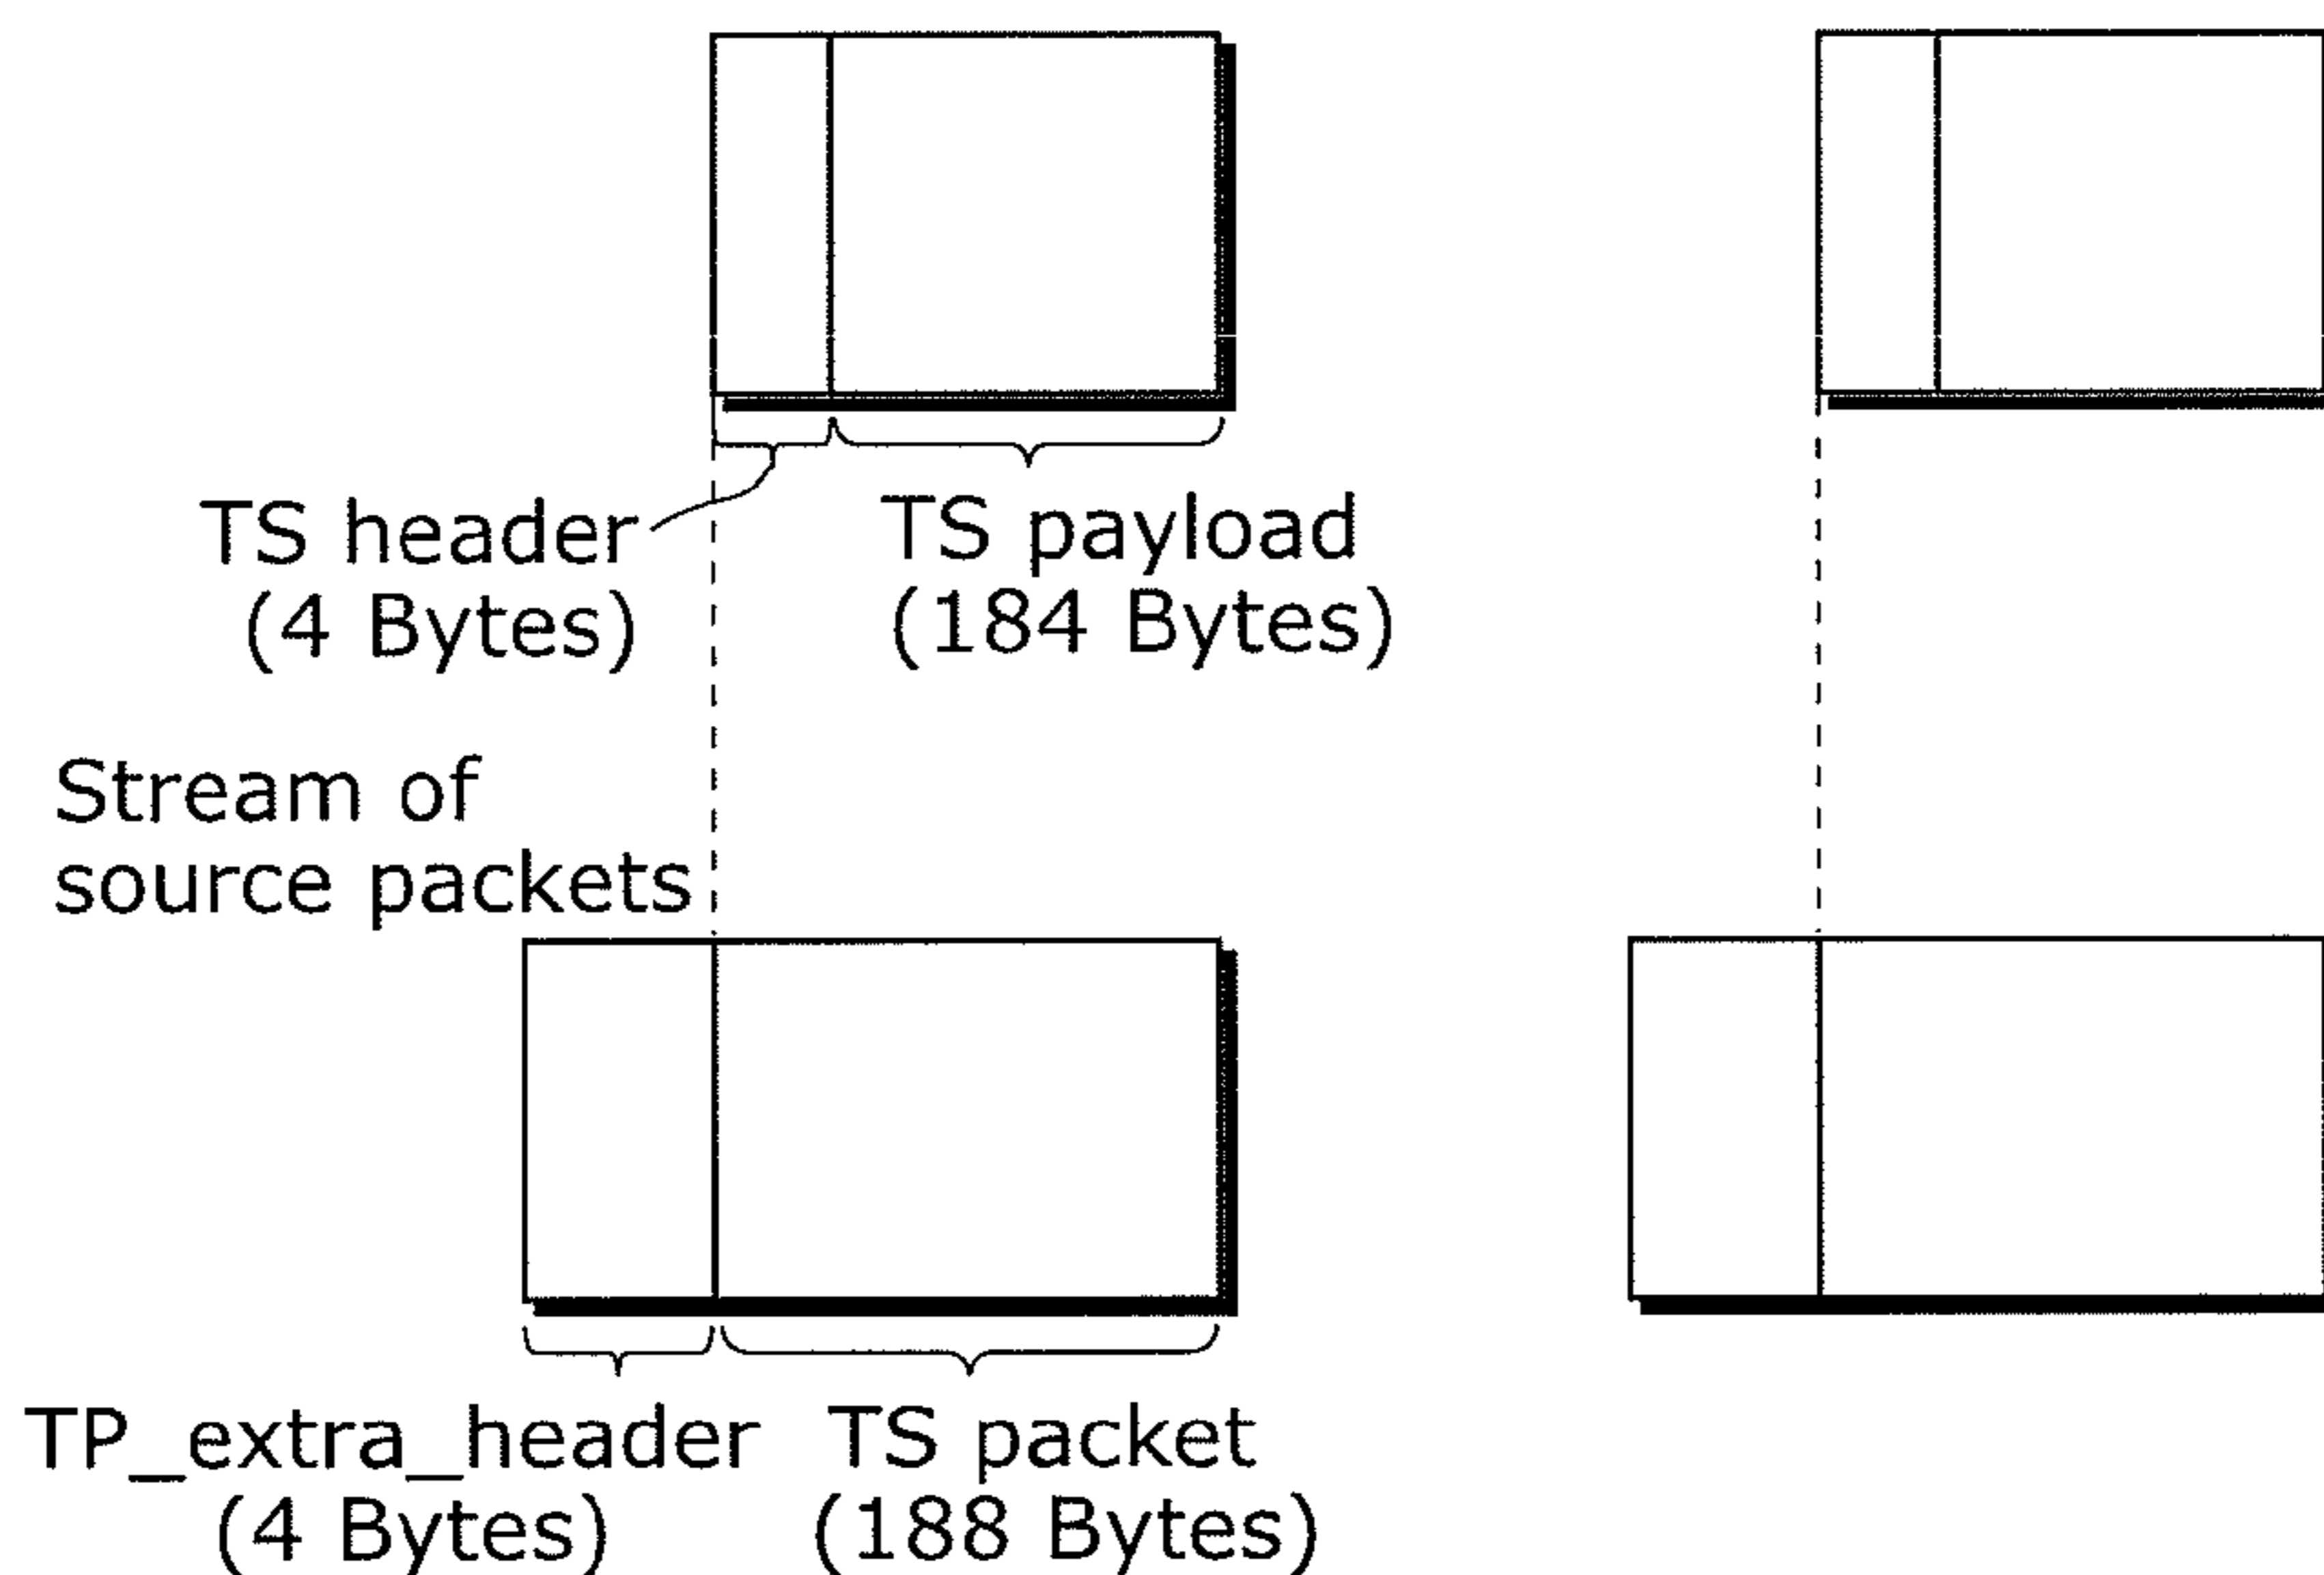 TS header
(4 Bytes)
TS payload
(184 Bytes)
Stream of
source packets
TP_extra_header
(4 Bytes)
TS packet
(188 Bytes)